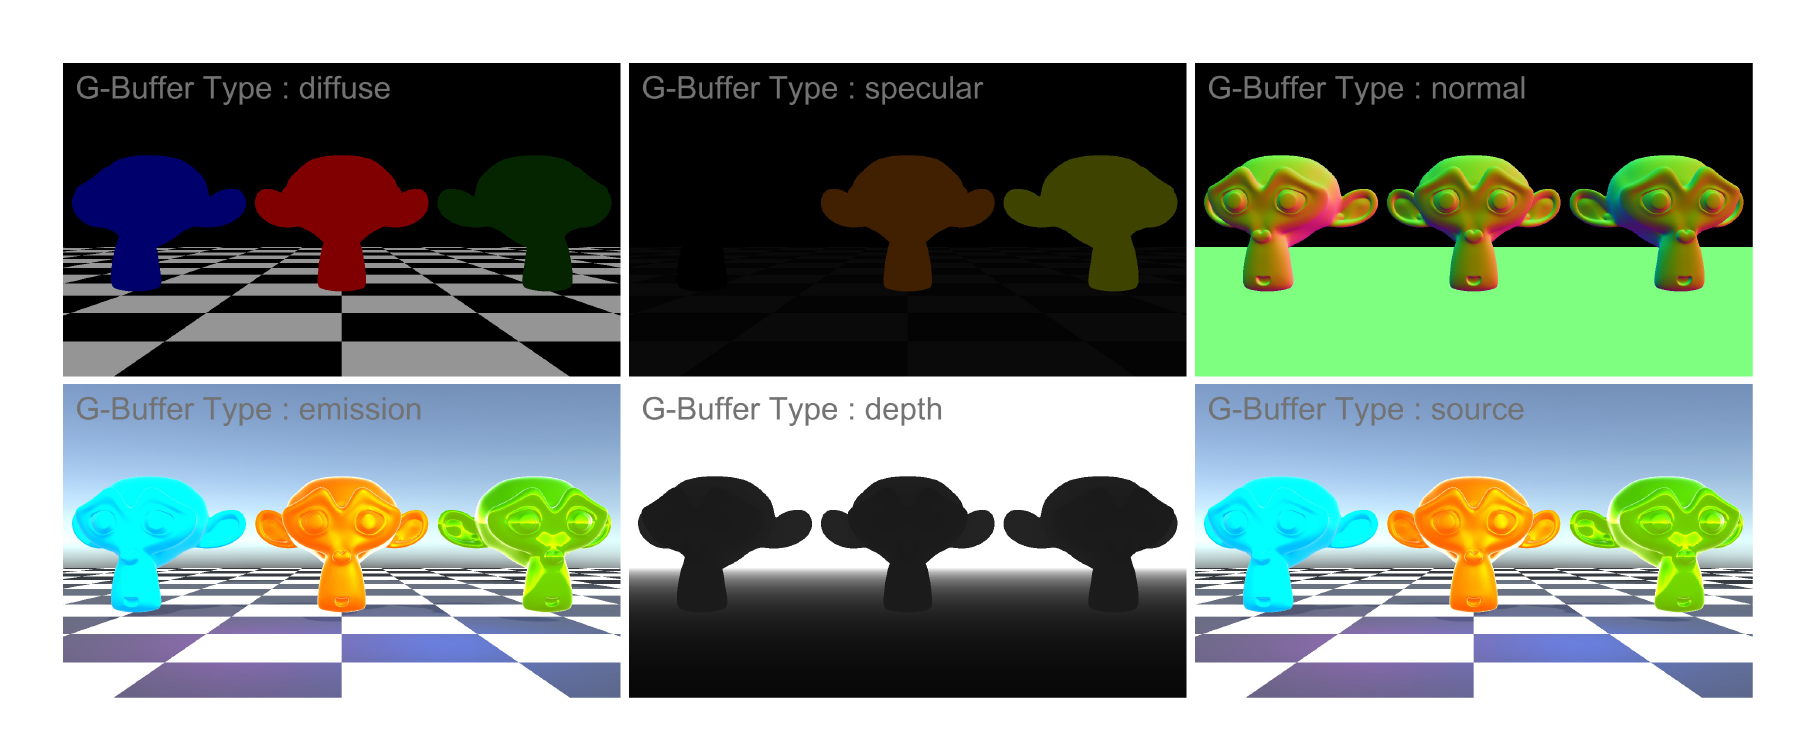 G-Buffer Type : diffuse
G-Buffer Type : specular
G-Buffer Type : normal
G-Buffer Type : emission
G-Buffer Type : depth
G-Buffer Type : source